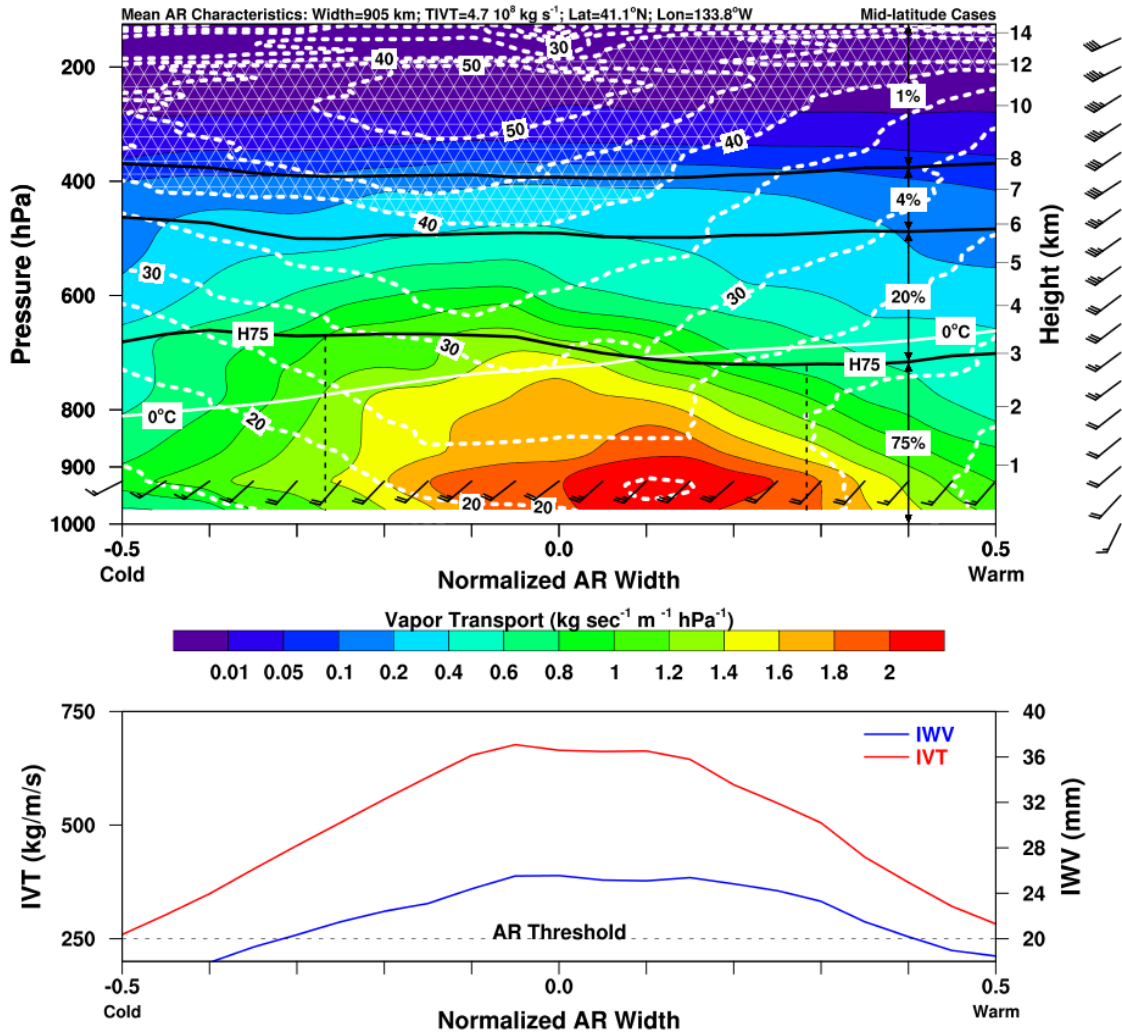 Mean AR Characteristics: Width=905 km; TIVT=4.7 10⁸ kg s⁻¹; Lat=41.1°N; Lon=133.8°W Mid-latitude Cases
Pressure (hPa)
200
400
600
800
900
1000
30
40
50
50
40
40
30
30
30
20
20
20
H75
H75
0°C
0°C
1%
4%
20%
75%
14
12
10
8
7
6
5
4
3
2
1
Height (km)
-0.5 0.0 0.5
Cold Normalized AR Width Warm
Vapor Transport (kg sec⁻¹ m ⁻¹ hPa⁻¹)
0.01 0.05 0.1 0.2 0.4 0.6 0.8 1 1.2 1.4 1.6 1.8 2
IVT (kg/m/s)
750
500
250
IWV
IVT
AR Threshold
40
36
32
28
24
20
IWV (mm)
-0.5 0.0 0.5
Cold Normalized AR Width Warm